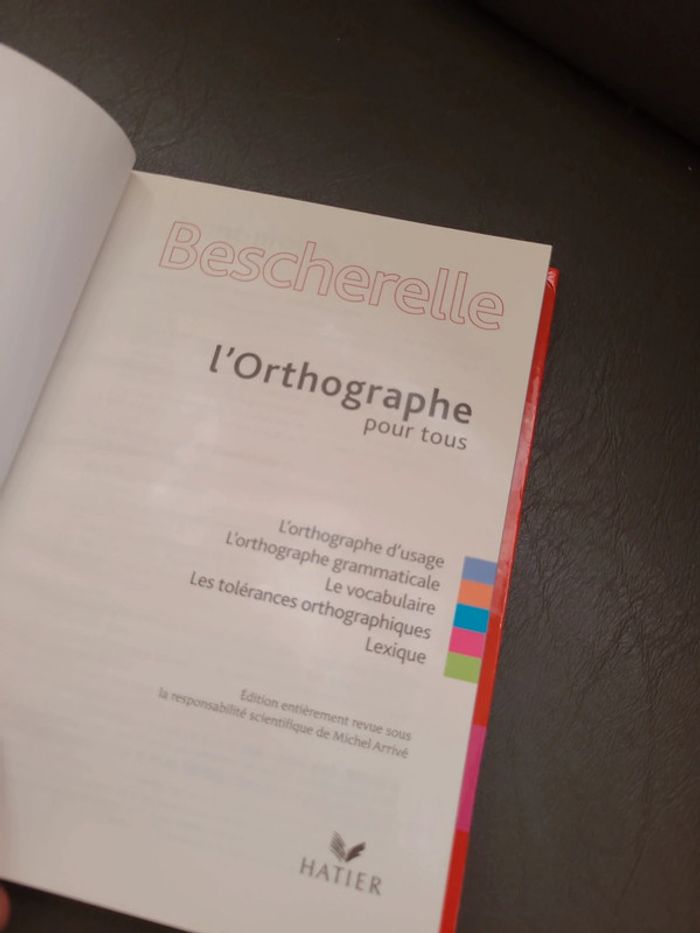 Bescherelle
l'Orthographe
pour tous
L'orthographe d'usage
L'orthographe grammaticale
Le vocabulaire
Les tolérances orthographiques
Lexique
Édition entièrement revue sous
la responsabilité scientifique de Michel Arrivé
HATIER